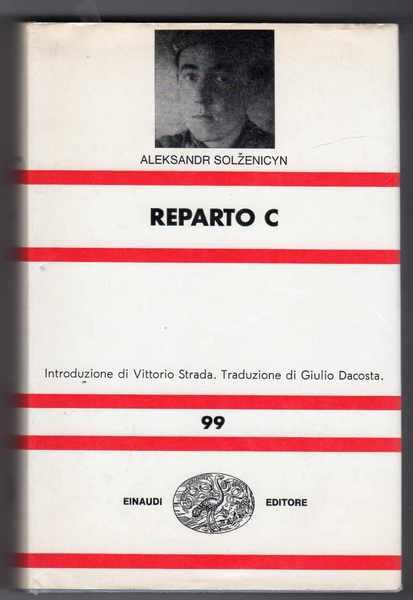 ALEKSANDR SOLŽENICYN
REPARTO C
Introduzione di Vittorio Strada. Traduzione di Giulio Dacosta.
99
EINAUDI EDITORE